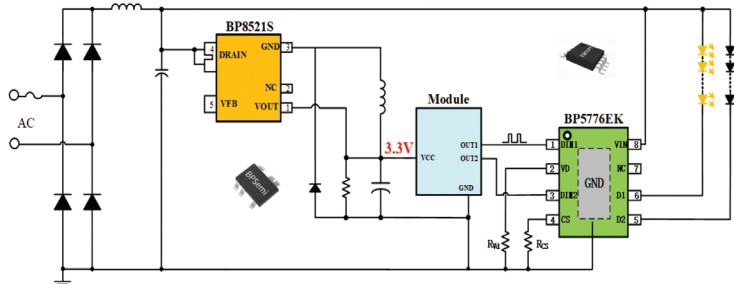 BP8521S
4
DRAIN
GND
3
NC
2
5
VFB
VOUT
1
AC
BPSemi
3.3V
Module
VCC
OUT1
OUT2
GND
BP5776EK
1
DIM1
VIN
8
2
VD
NC
7
GND
3
DIM2
D1
6
4
CS
D2
5
RVd
RCS